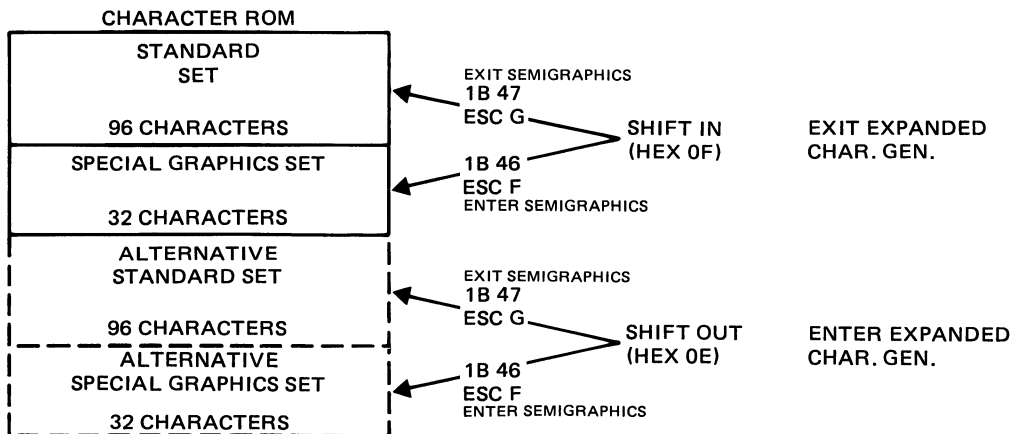 CHARACTER ROM
STANDARD
SET
96 CHARACTERS
SPECIAL GRAPHICS SET
32 CHARACTERS
ALTERNATIVE
STANDARD SET
96 CHARACTERS
ALTERNATIVE
SPECIAL GRAPHICS SET
32 CHARACTERS
EXIT SEMIGRAPHICS
1B 47
ESC G
1B 46
ESC F
ENTER SEMIGRAPHICS
SHIFT IN
(HEX 0F)
EXIT EXPANDED
CHAR. GEN.
EXIT SEMIGRAPHICS
1B 47
ESC G
1B 46
ESC F
ENTER SEMIGRAPHICS
SHIFT OUT
(HEX 0E)
ENTER EXPANDED
CHAR. GEN.